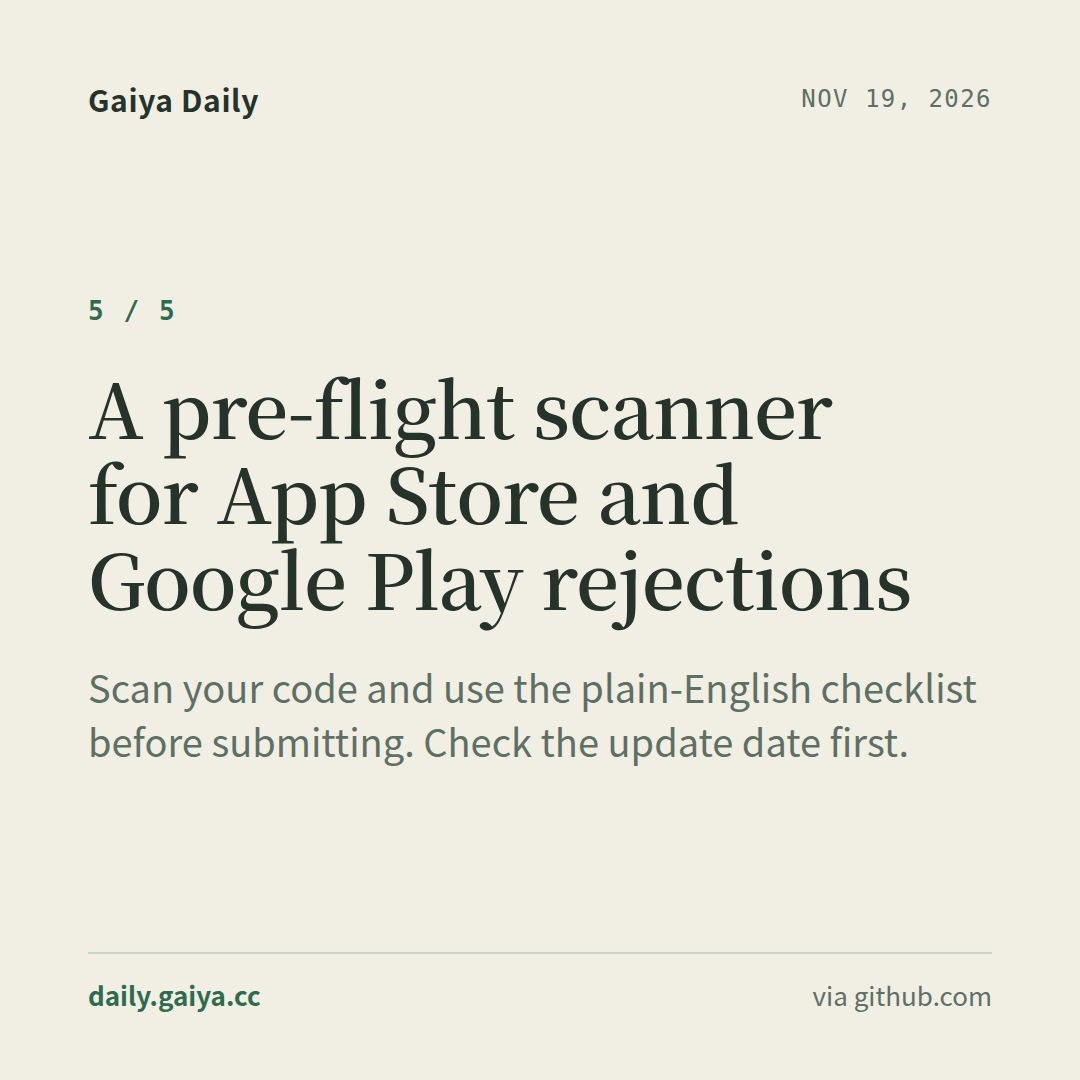 Gaiya Daily
NOV 19, 2026
5 / 5
A pre-flight scanner
for App Store and
Google Play rejections
Scan your code and use the plain-English checklist
before submitting. Check the update date first.
daily.gaiya.cc
via github.com